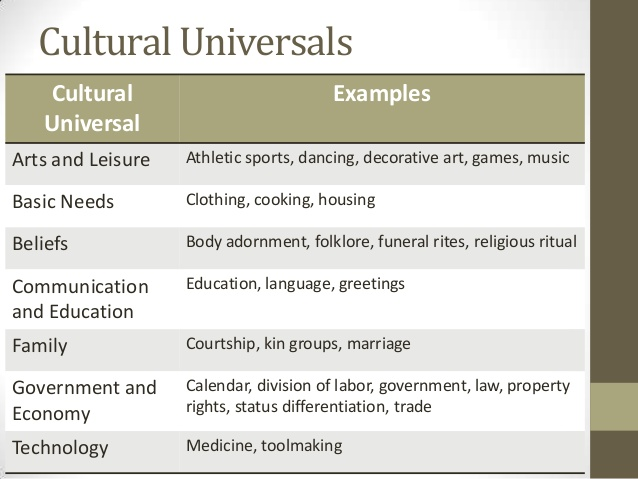 Cultural Universals
Cultural
Universal
Examples
Arts and Leisure
Athletic sports, dancing, decorative art, games, music
Basic Needs
Clothing, cooking, housing
Beliefs
Body adornment, folklore, funeral rites, religious ritual
Communication
and Education
Education, language, greetings
Family
Courtship, kin groups, marriage
Government and
Economy
Calendar, division of labor, government, law, property
rights, status differentiation, trade
Technology
Medicine, toolmaking